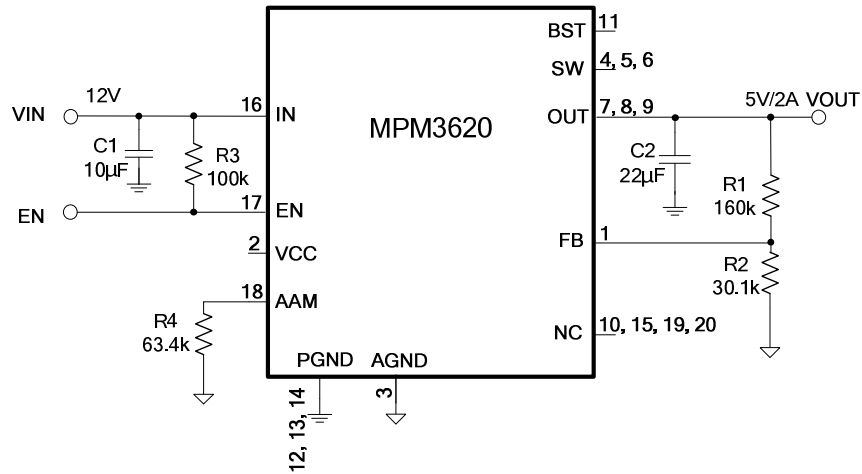 BST
11
SW
4, 5, 6
12V
5V/2A VOUT
VIN
16
IN
MPM3620
OUT
7, 8, 9
C1
10µF
R3
100k
C2
22µF
R1
160k
EN
17
EN
FB
1
2
VCC
R2
30.1k
18
AAM
R4
63.4k
NC
10, 15, 19, 20
PGND
AGND
12, 13, 14
3